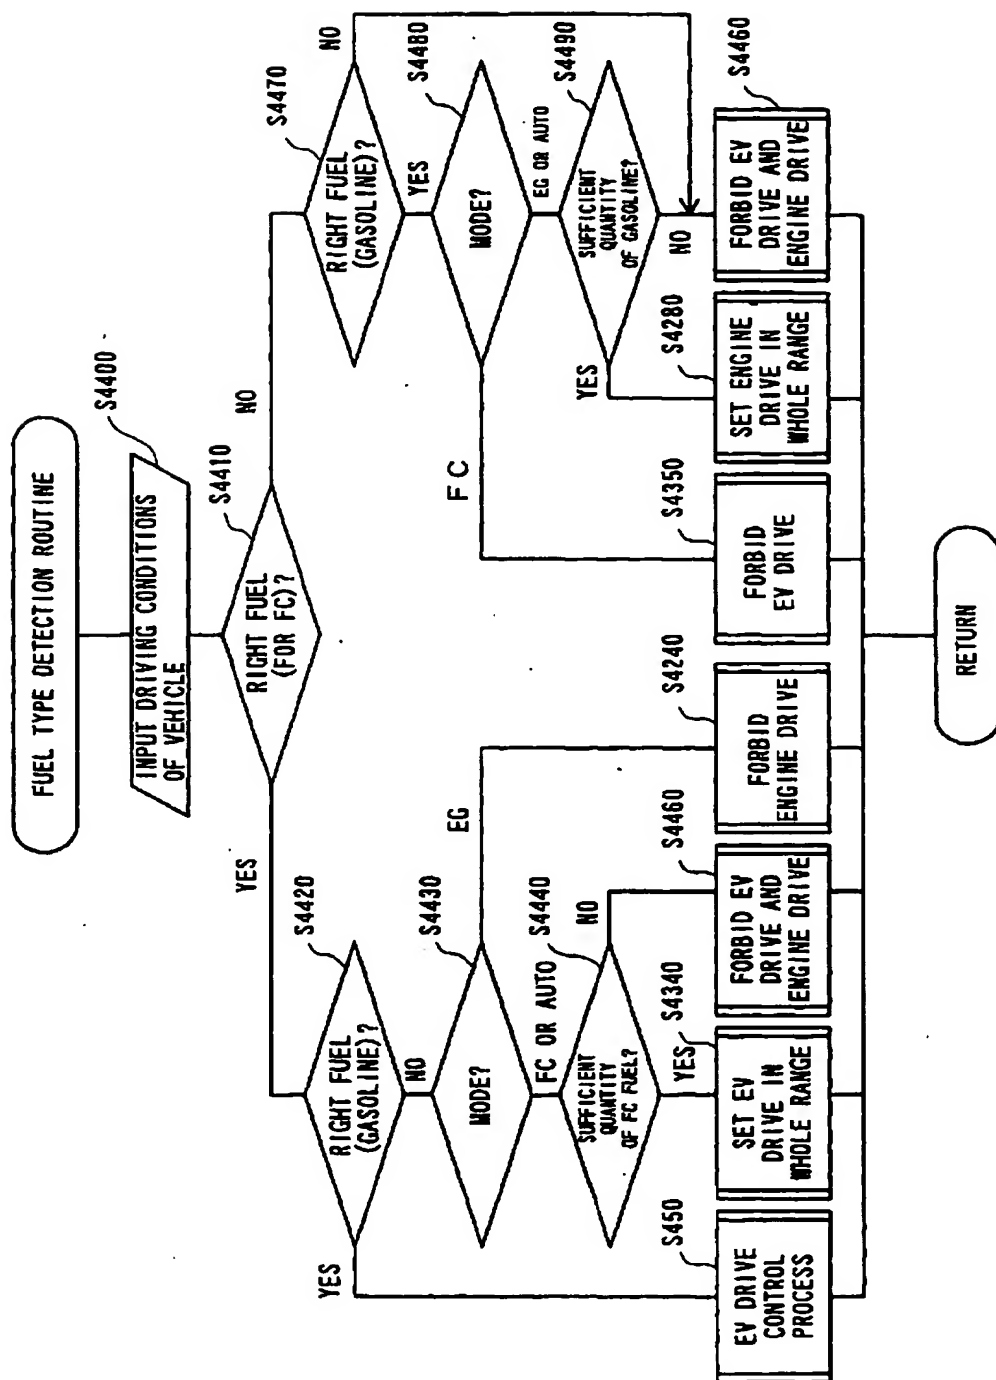 FUEL TYPE DETECTION ROUTINE
S4400
INPUT DRIVING CONDITIONS
OF VEHICLE
S4410
RIGHT FUEL
(FOR FC)?
YES
NO
S4420
RIGHT FUEL
(GASOLINE)?
YES
NO
S4430
MODE?
EG
FC OR AUTO
S4440
SUFFICIENT
QUANTITY
OF FC FUEL?
NO
YES
S4470
RIGHT FUEL
(GASOLINE)?
NO
YES
S4480
MODE?
FC
EG OR AUTO
S4490
SUFFICIENT
QUANTITY
OF GASOLINE?
YES
NO
S450
EV DRIVE
CONTROL
PROCESS
S4340
SET EV
DRIVE IN
WHOLE RANGE
S4460
FORBID EV
DRIVE AND
ENGINE DRIVE
S4240
FORBID
ENGINE DRIVE
S4350
FORBID
EV DRIVE
S4280
SET ENGINE
DRIVE IN
WHOLE RANGE
S4460
FORBID EV
DRIVE AND
ENGINE DRIVE
RETURN